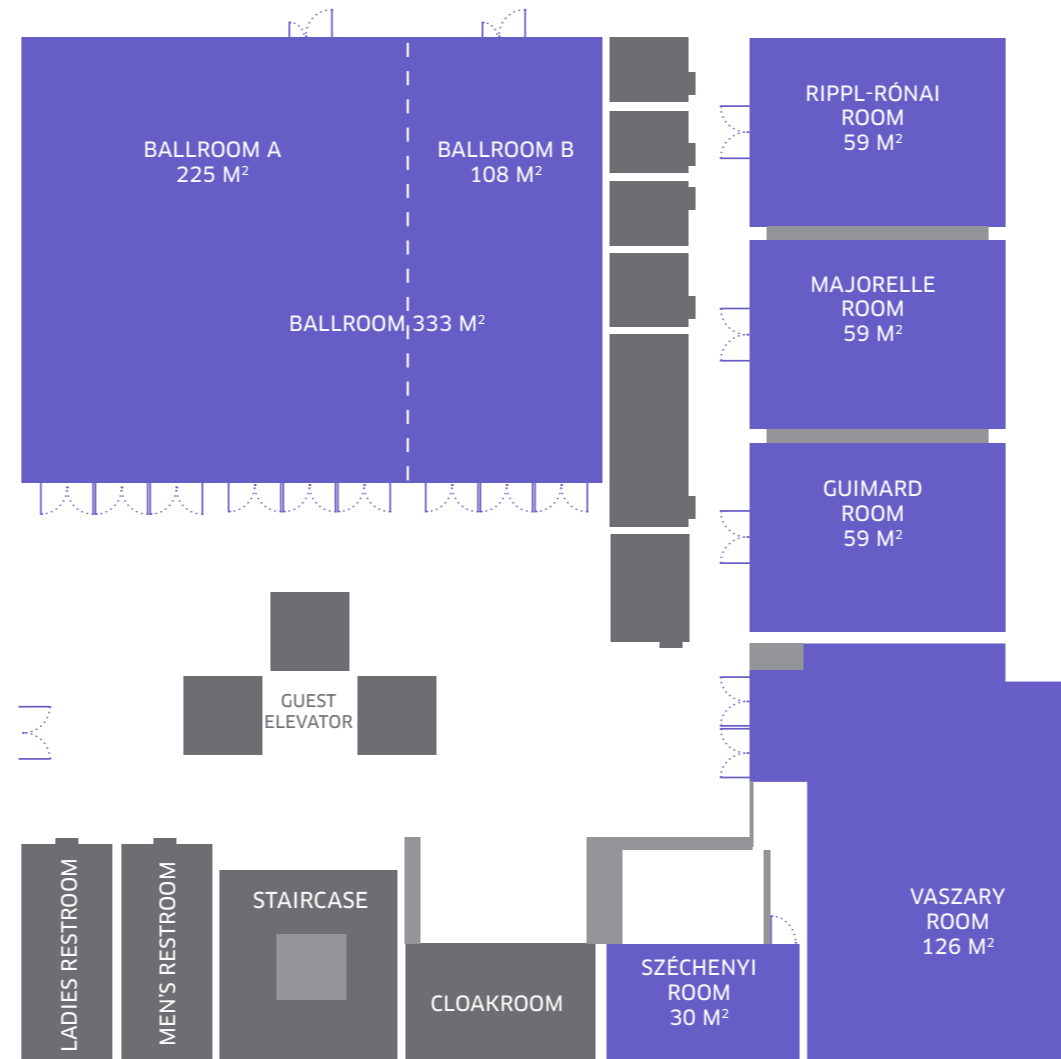 BALLROOM A
225 M²
BALLROOM B
108 M²
BALLROOM 333 M²
RIPPL-RÓNAI
ROOM
59 M²
MAJORELLE
ROOM
59 M²
GUIMARD
ROOM
59 M²
GUEST
ELEVATOR
LADIES RESTROOM
MEN'S RESTROOM
STAIRCASE
CLOAKROOM
SZÉCHENYI
ROOM
30 M²
VASZARY
ROOM
126 M²